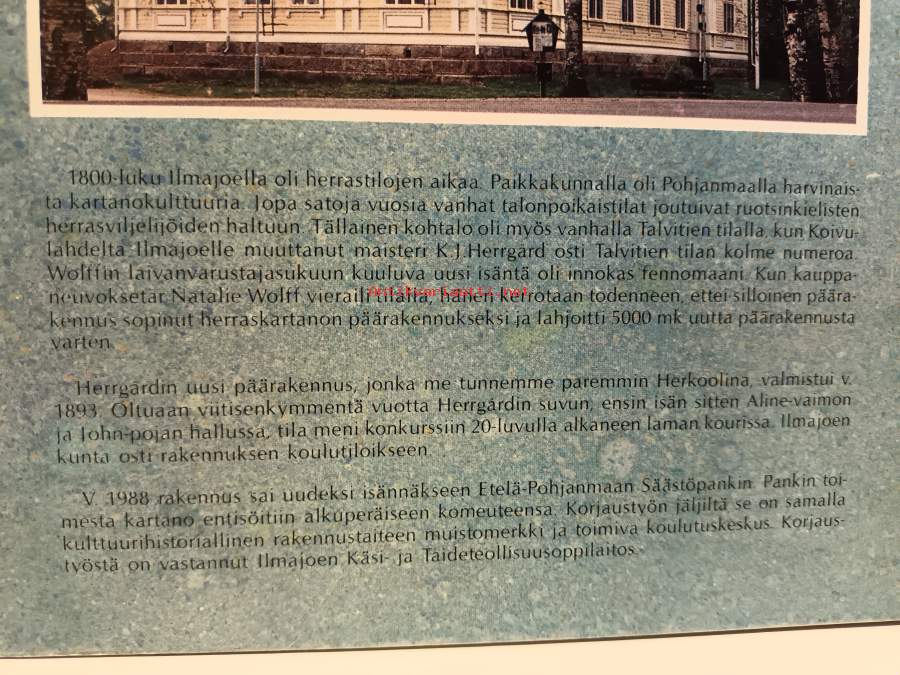 1800-luku Ilmajoella oli herrastilojen aikaa. Paikkakunnalla oli Pohjanmaalla harvinais-
ta kartanokulttuuria. Jopa satoja vuosia vanhat talonpoikaistilat joutuivat ruotsinkielisten
herrasviljelijöiden haltuun. Tällainen kohtalo oli myös vanhalla Talvitien tilalla, kun Koivu-
lahdelta Ilmajoelle muuttanut maisteri K.J.Herrgård osti Talvitien tilan kolme numeroa.
Wolffin laivanvarustajasukuun kuuluva uusi isäntä oli innokas fennomaani. Kun kauppa-
neuvoksetar Natalie Wolff vieraili tilalla, hänen kerrotaan todenneen, ettei silloinen päära-
kennus sopinut herraskartanon päärakennukseksi ja lahjoitti 5000 mk uutta päärakennusta
varten.
Herrgårdin uusi päärakennus, jonka me tunnemme paremmin Herkoolina, valmistui v.
1893. Oltuaan viitisenkymmentä vuotta Herrgårdin suvun, ensin isän sitten Aline-vaimon
ja John-pojan hallussa, tila meni konkurssiin 20-luvulla alkaneen laman kourissa. Ilmajoen
kunta osti rakennuksen koulutiloikseen.
V. 1988 rakennus sai uudeksi isännäkseen Etelä-Pohjanmaan Säästöpankin. Pankin toi-
mesta kartano entisöitiin alkuperäiseen komeuteensa. Korjaustyön jäljiltä se on samalla
kulttuurihistoriallinen rakennustaiteen muistomerkki ja toimiva koulutuskeskus. Korjaus-
työstä on vastannut Ilmajoen Käsi- ja Taideteollisuusoppilaitos.